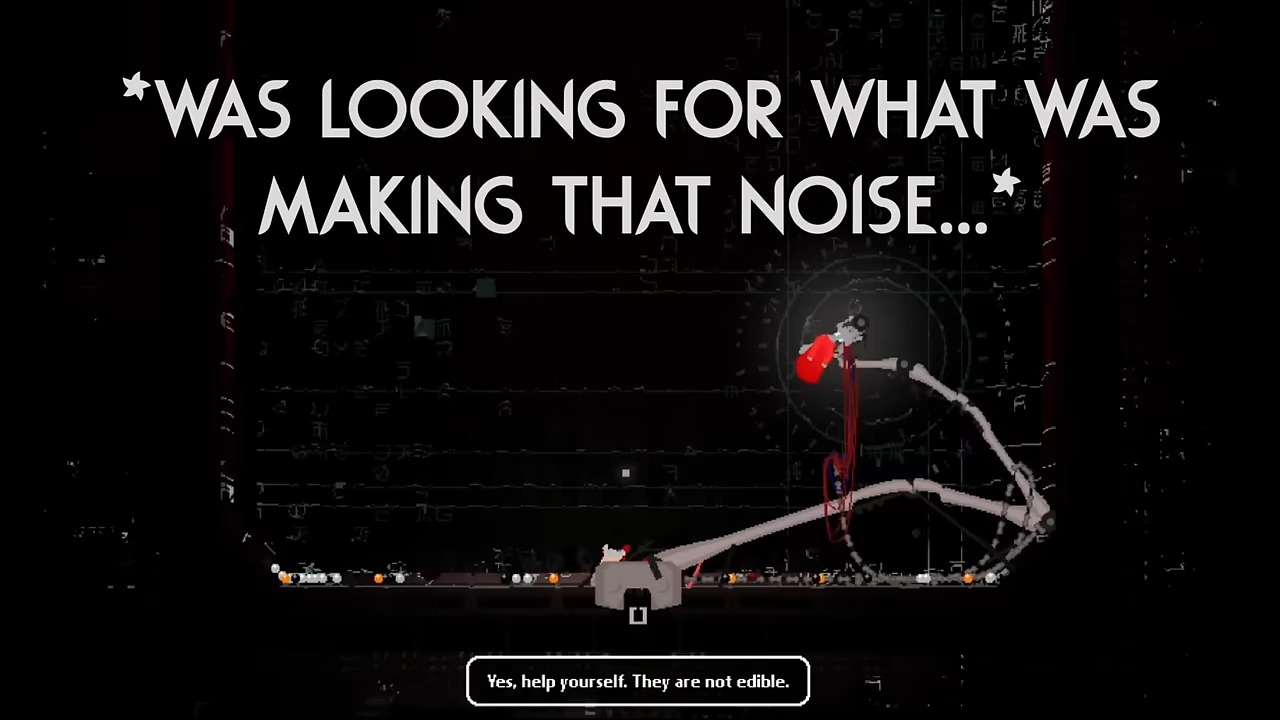 *WAS LOOKING FOR WHAT WAS
MAKING THAT NOISE...*
Yes, help yourself. They are not edible.